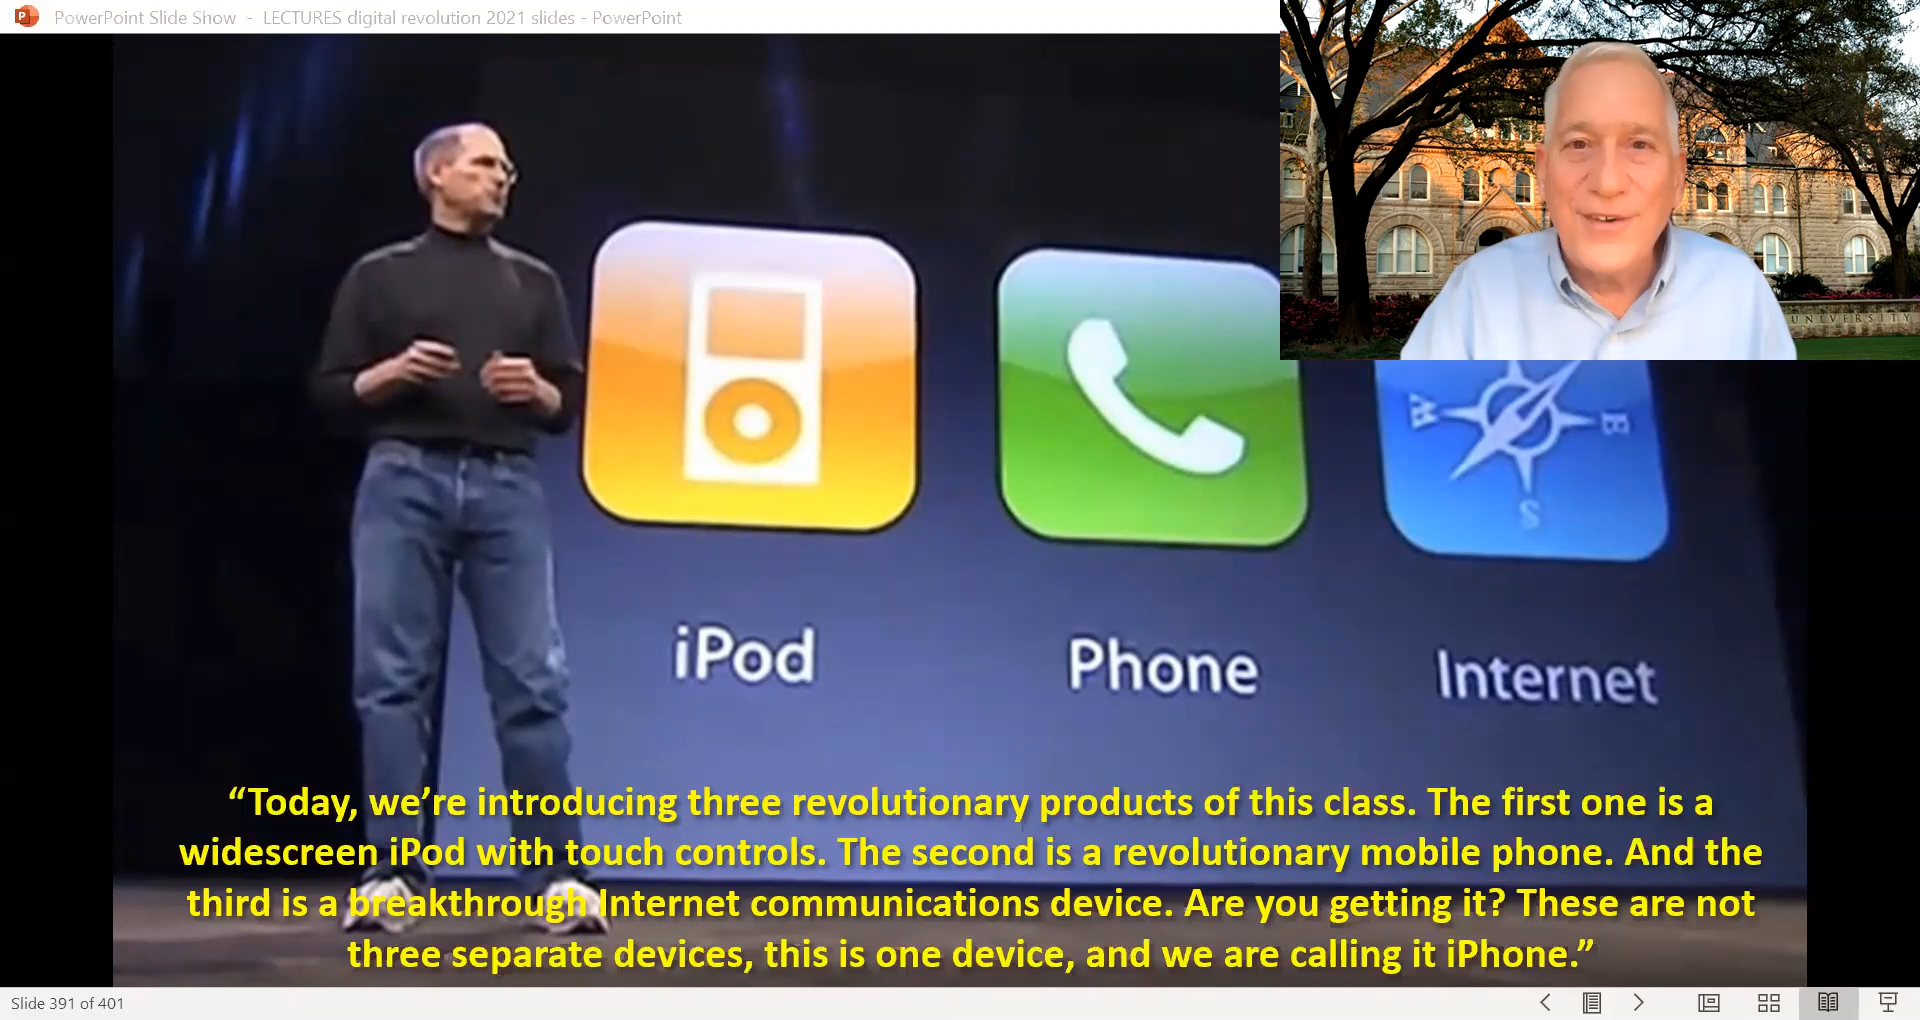 PowerPoint Slide Show - LECTURES digital revolution 2021 slides - PowerPoint
UNIVERSITY
W E
S
iPod
Phone
Internet
“Today, we’re introducing three revolutionary products of this class. The first one is a
widescreen iPod with touch controls. The second is a revolutionary mobile phone. And the
third is a breakthrough Internet communications device. Are you getting it? These are not
three separate devices, this is one device, and we are calling it iPhone.”
Slide 391 of 401